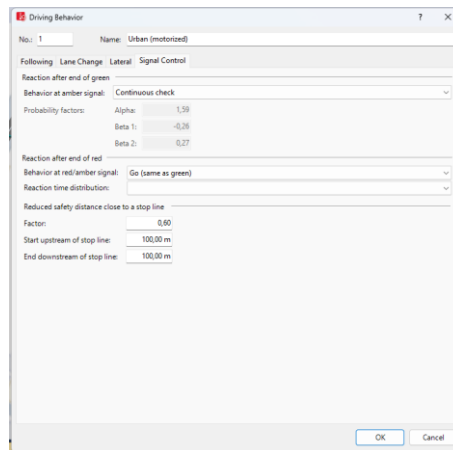 Driving Behavior ? ×
No.: 1 Name: Urban (motorized)
Following Lane Change Lateral Signal Control
Reaction after end of green
Behavior at amber signal: Continuous check
Probability factors: Alpha: 1,59
Beta 1: -0,26
Beta 2: 0,27
Reaction after end of red
Behavior at red/amber signal: Go (same as green)
Reaction time distribution:
Reduced safety distance close to a stop line
Factor: 0,60
Start upstream of stop line: 100,00 m
End downstream of stop line: 100,00 m
OK Cancel